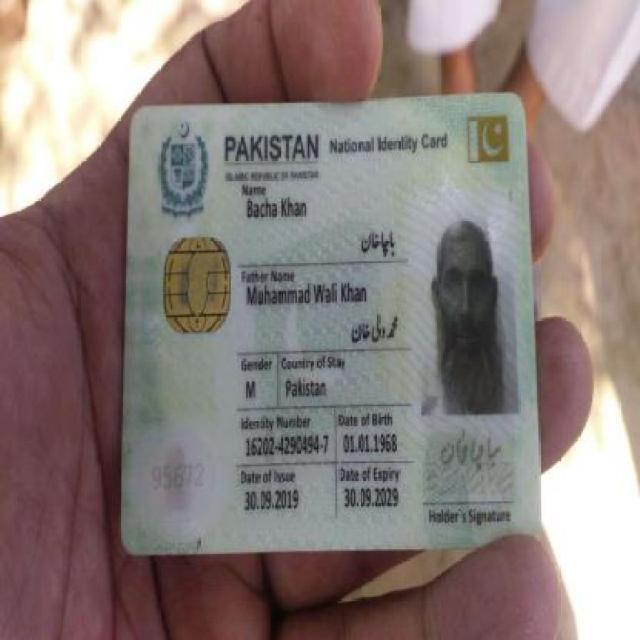 PAKISTAN National Identity Card
ISLAMIC REPUBLIC OF PAKISTAN
Name
Bacha Khan
باچا خان
Father Name
Muhammad Wali Khan
محمد ولی خان
Gender Country of Stay
M Pakistan
Identity Number Date of Birth
16202-4290494-7 01.01.1968
Date of Issue Date of Expiry
30.09.2019 30.09.2029
95672
باچا خان
Holder's Signature